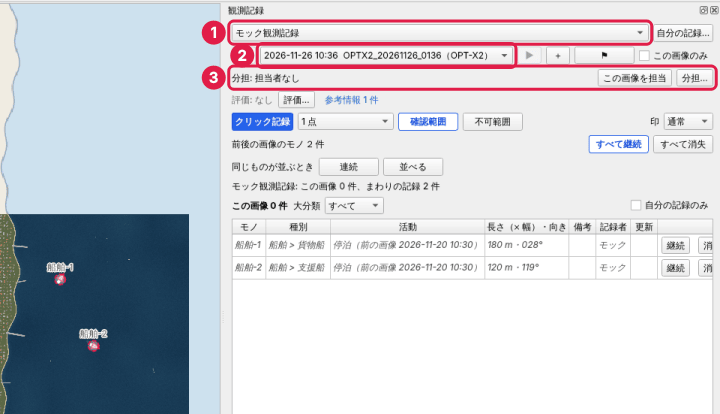 観測記録
1 モック観測記録 自分の記録...
2 2026-11-26 10:36 OPTX2_20261126_0136（OPT-X2） + この画像のみ
3 分担: 担当者なし この画像を担当 分担...
評価: なし 評価... 参考情報 1 件
クリック記録 1 点 確認範囲 不可範囲 印 通常
前後の画像のモノ 2 件 すべて継続 すべて消失
同じものが並ぶとき 連続 並べる
モック観測記録: この画像 0 件、まわりの記録 2 件
この画像 0 件 大分類 すべて 自分の記録のみ
モノ 種別 活動 長さ（× 幅）・向き 備考 記録者 更新
船舶-1 船舶 > 貨物船 停泊（前の画像 2026-11-20 10:30） 180 m・028° モック 継続 消
船舶-2 船舶 > 支援船 停泊（前の画像 2026-11-20 10:30） 120 m・119° モック 継続 消
船舶-1
船舶-2